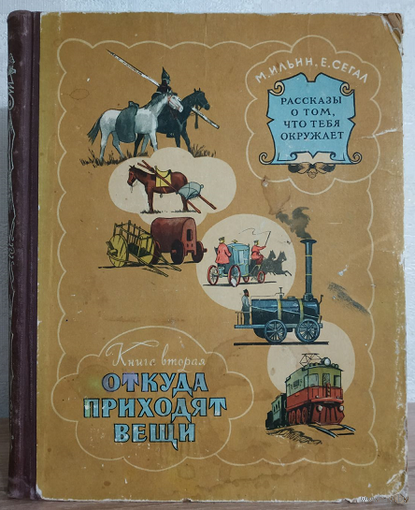 М. ИЛЬИН, Е. СЕГАЛ
РАССКАЗЫ
О ТОМ,
ЧТО ТЕБЯ
ОКРУЖАЕТ
Книга вторая
ОТКУДА
ПРИХОДЯТ
ВЕЩИ